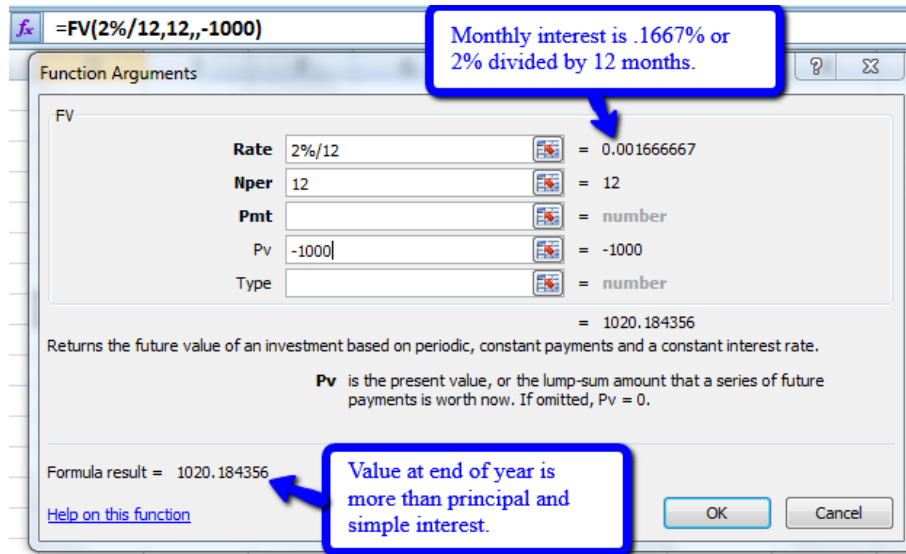 fx =FV(2%/12,12,,-1000)
Monthly interest is .1667% or
2% divided by 12 months.
Function Arguments ?
FV
Rate 2%/12 = 0.001666667
Nper 12 = 12
Pmt = number
Pv -1000 = -1000
Type = number
= 1020.184356
Returns the future value of an investment based on periodic, constant payments and a constant interest rate.
Pv is the present value, or the lump-sum amount that a series of future
payments is worth now. If omitted, Pv = 0.
Formula result = 1020.184356
Value at end of year is
more than principal and
simple interest.
Help on this function OK Cancel